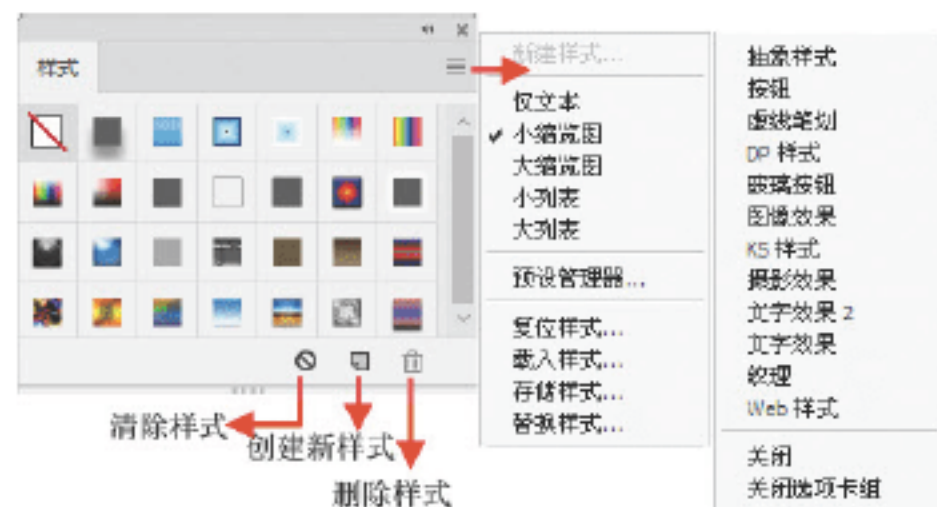 样式
新建样式...
仅文本
小缩览图
大缩览图
小列表
大列表
预设管理器...
复位样式...
载入样式...
存储样式...
替换样式...
抽象样式
按钮
虚线笔划
DP 样式
玻璃按钮
图像效果
KS 样式
摄影效果
文字效果 2
文字效果
纹理
Web 样式
关闭
关闭选项卡组
清除样式
创建新样式
删除样式